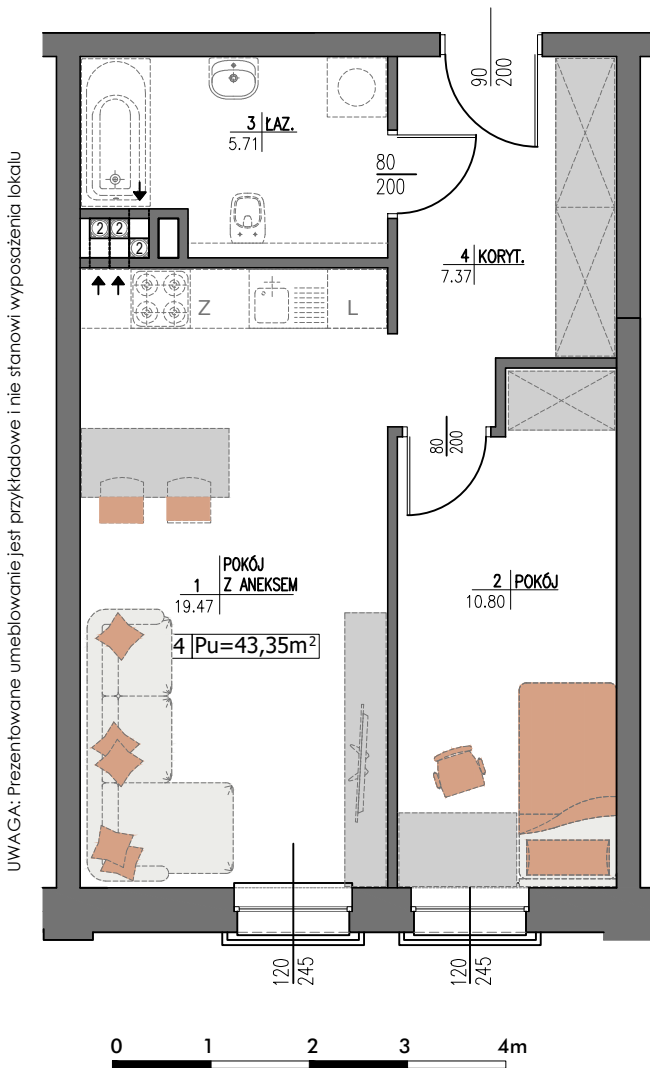 90
200
3 ŁAZ.
5.71
80
200
4 KORYT.
7.37
2 2
2
Z L
80
200
POKÓJ
1 Z ANEKSEM
19.47
2 POKÓJ
10.80
4 Pu=43,35m²
120
245
120
245
0 1 2 3 4m
UWAGA: Prezentowane umeblowanie jest przykładowe i nie stanowi wyposażenia lokalu